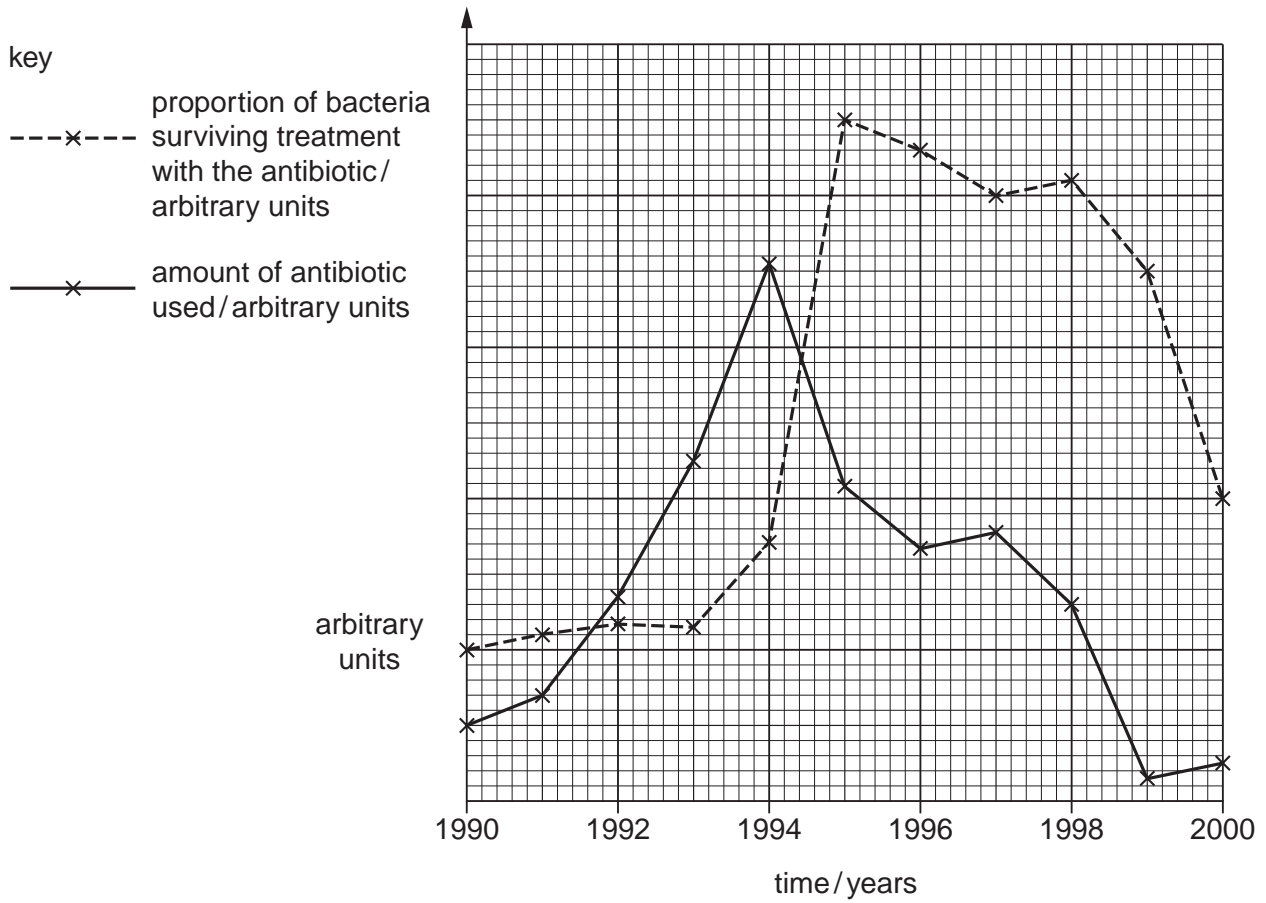 key
proportion of bacteria
surviving treatment
with the antibiotic/
arbitrary units
amount of antibiotic
used/arbitrary units
arbitrary
units
1990 1992 1994 1996 1998 2000
time/years